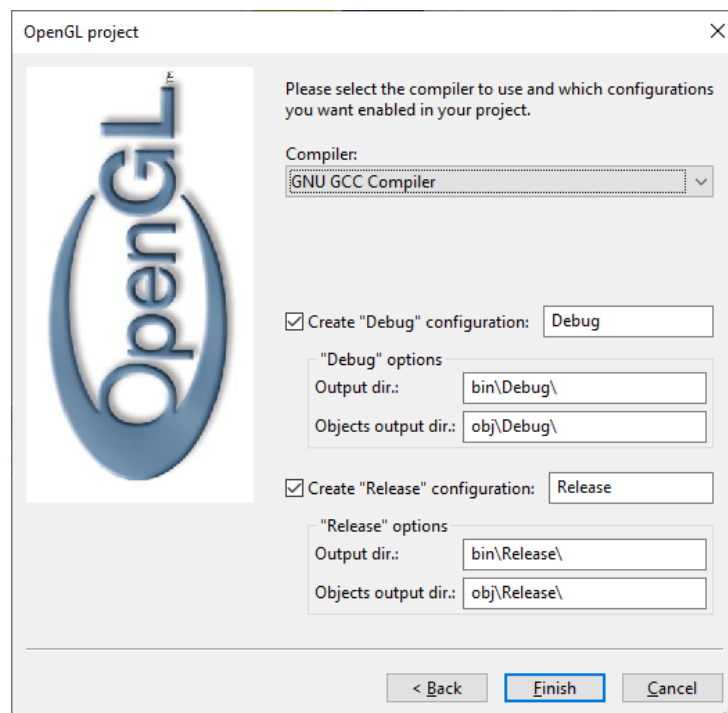 OpenGL project
OpenGL™
Please select the compiler to use and which configurations
you want enabled in your project.
Compiler:
GNU GCC Compiler
Create "Debug" configuration: Debug
"Debug" options
Output dir.: bin\Debug\
Objects output dir.: obj\Debug\
Create "Release" configuration: Release
"Release" options
Output dir.: bin\Release\
Objects output dir.: obj\Release\
< Back Finish Cancel